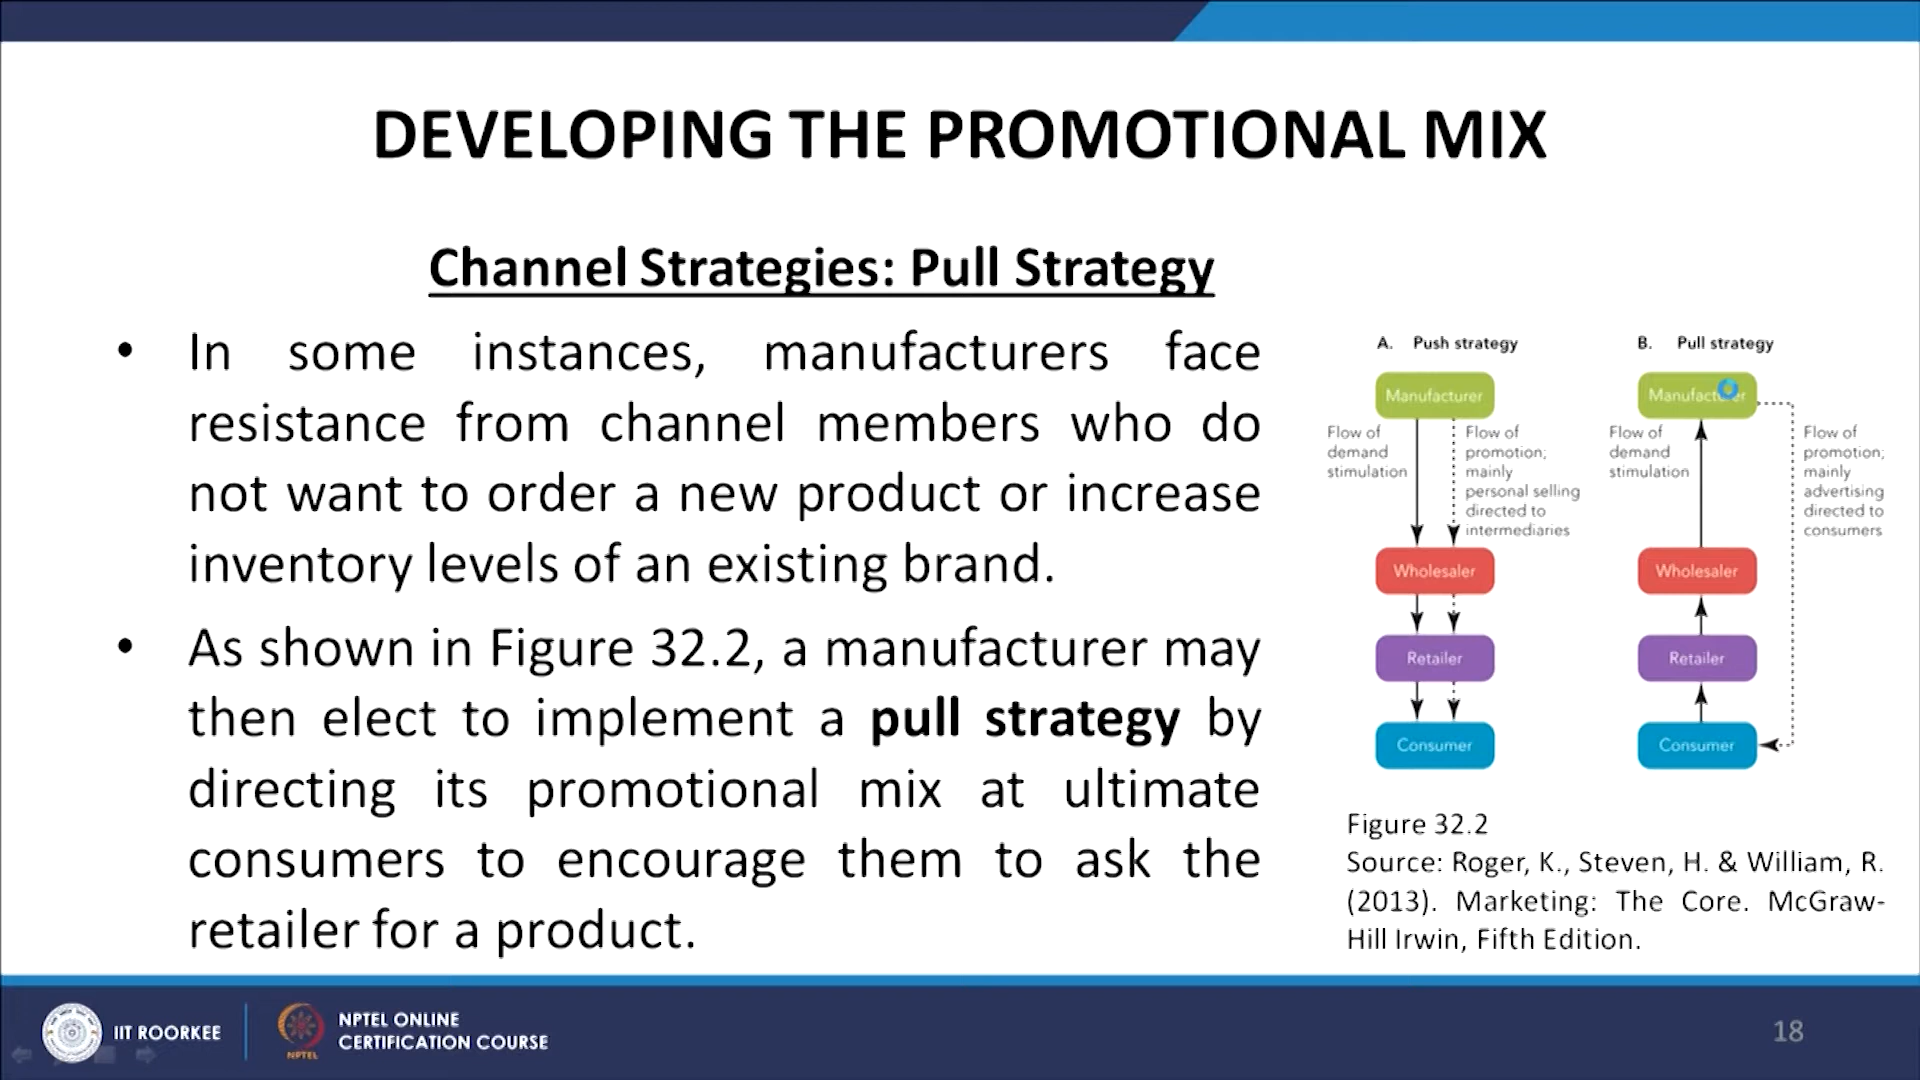 DEVELOPING THE PROMOTIONAL MIX
Channel Strategies: Pull Strategy
• In some instances, manufacturers face
resistance from channel members who do
not want to order a new product or increase
inventory levels of an existing brand.
• As shown in Figure 32.2, a manufacturer may
then elect to implement a pull strategy by
directing its promotional mix at ultimate
consumers to encourage them to ask the
retailer for a product.
A. Push strategy
Manufacturer
Flow of
demand
stimulation
Flow of
promotion;
mainly
personal selling
directed to
intermediaries
Wholesaler
Retailer
Consumer
B. Pull strategy
Manufacturer
Flow of
demand
stimulation
Flow of
promotion;
mainly
advertising
directed to
consumers
Wholesaler
Retailer
Consumer
Figure 32.2
Source: Roger, K., Steven, H. & William, R.
(2013). Marketing: The Core. McGraw-
Hill Irwin, Fifth Edition.
IIT ROORKEE
NPTEL
NPTEL ONLINE
CERTIFICATION COURSE
18